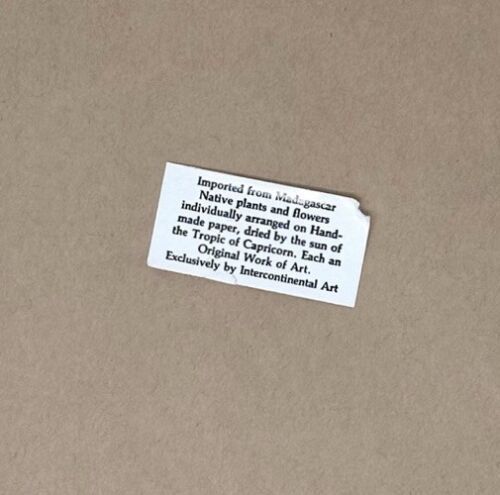 Imported from Madagascar
Native plants and flowers
individually arranged on Hand-
made paper, dried by the sun of
the Tropic of Capricorn. Each an
Original Work of Art.
Exclusively by Intercontinental Art